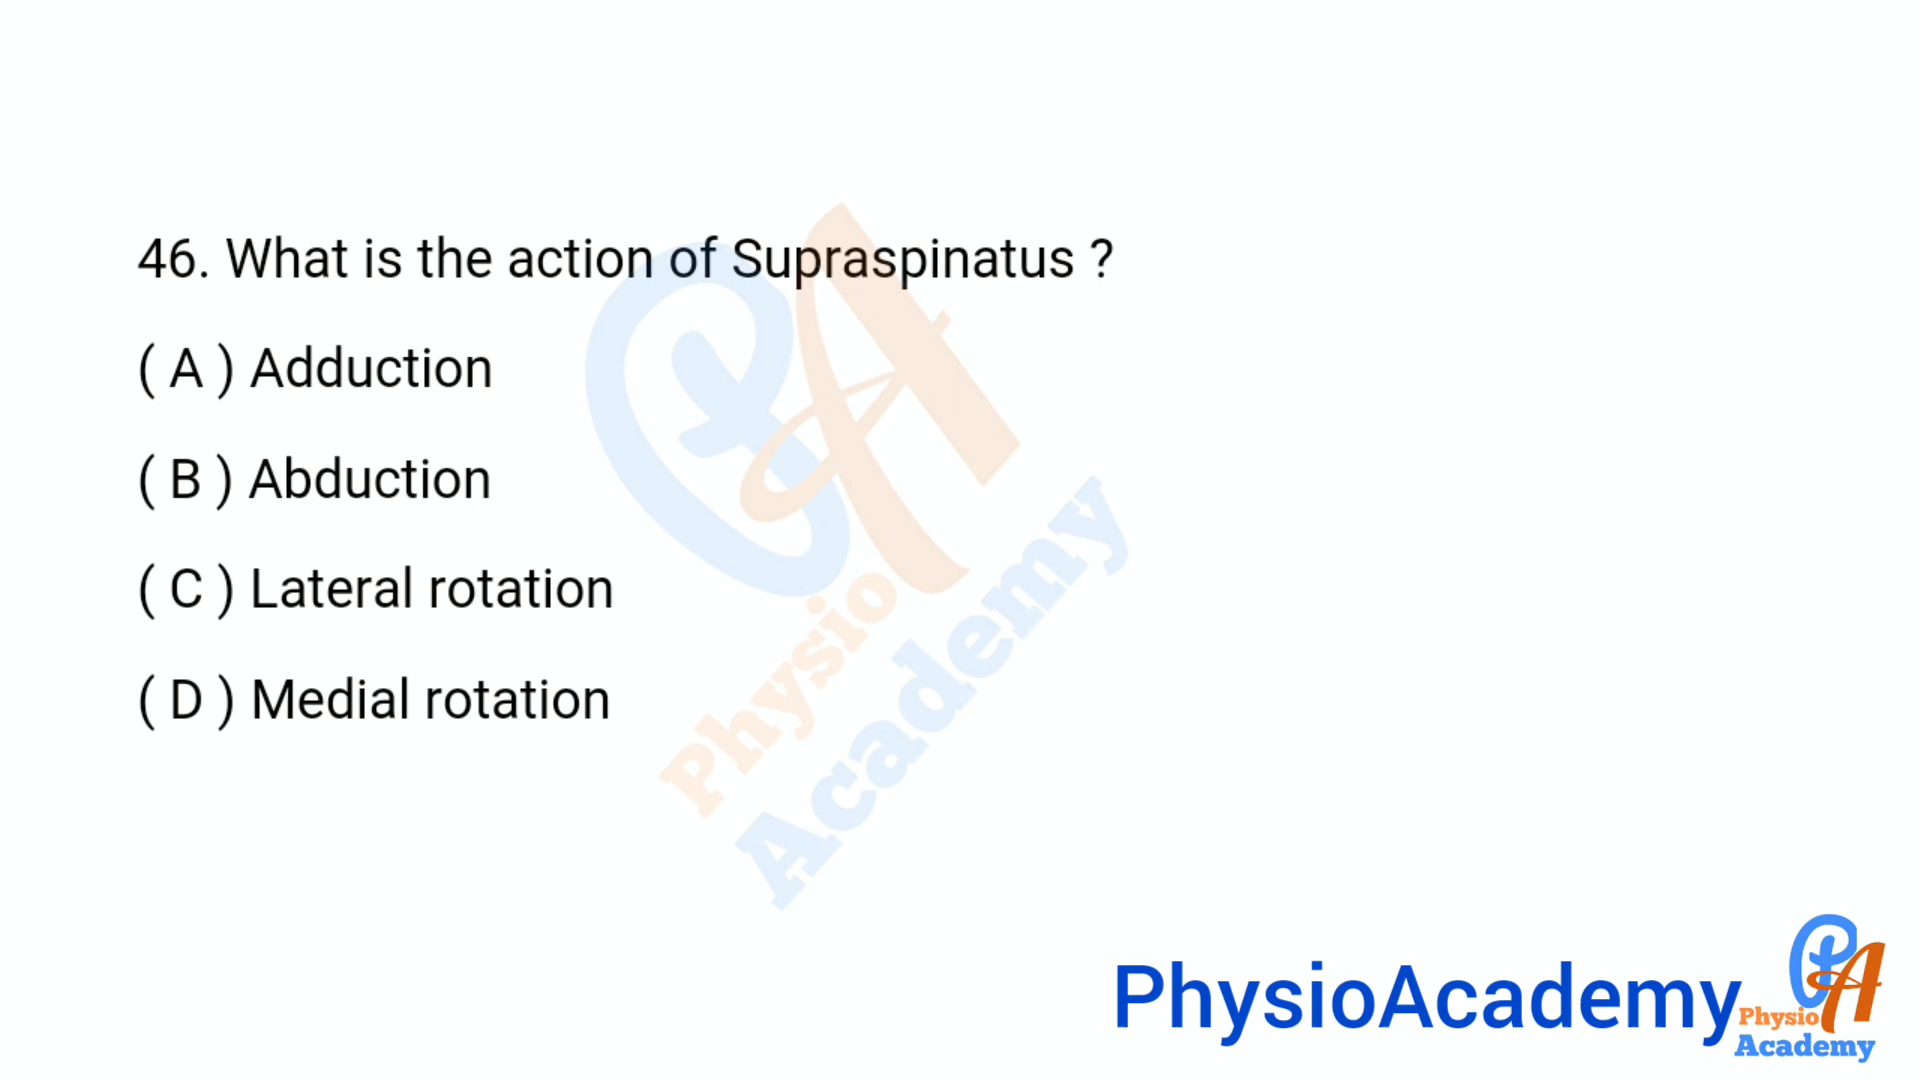 46. What is the action of Supraspinatus ?
( A ) Adduction
( B ) Abduction
( C ) Lateral rotation
( D ) Medial rotation
Physio
Academy
PhysioAcademy
Physio
Academy